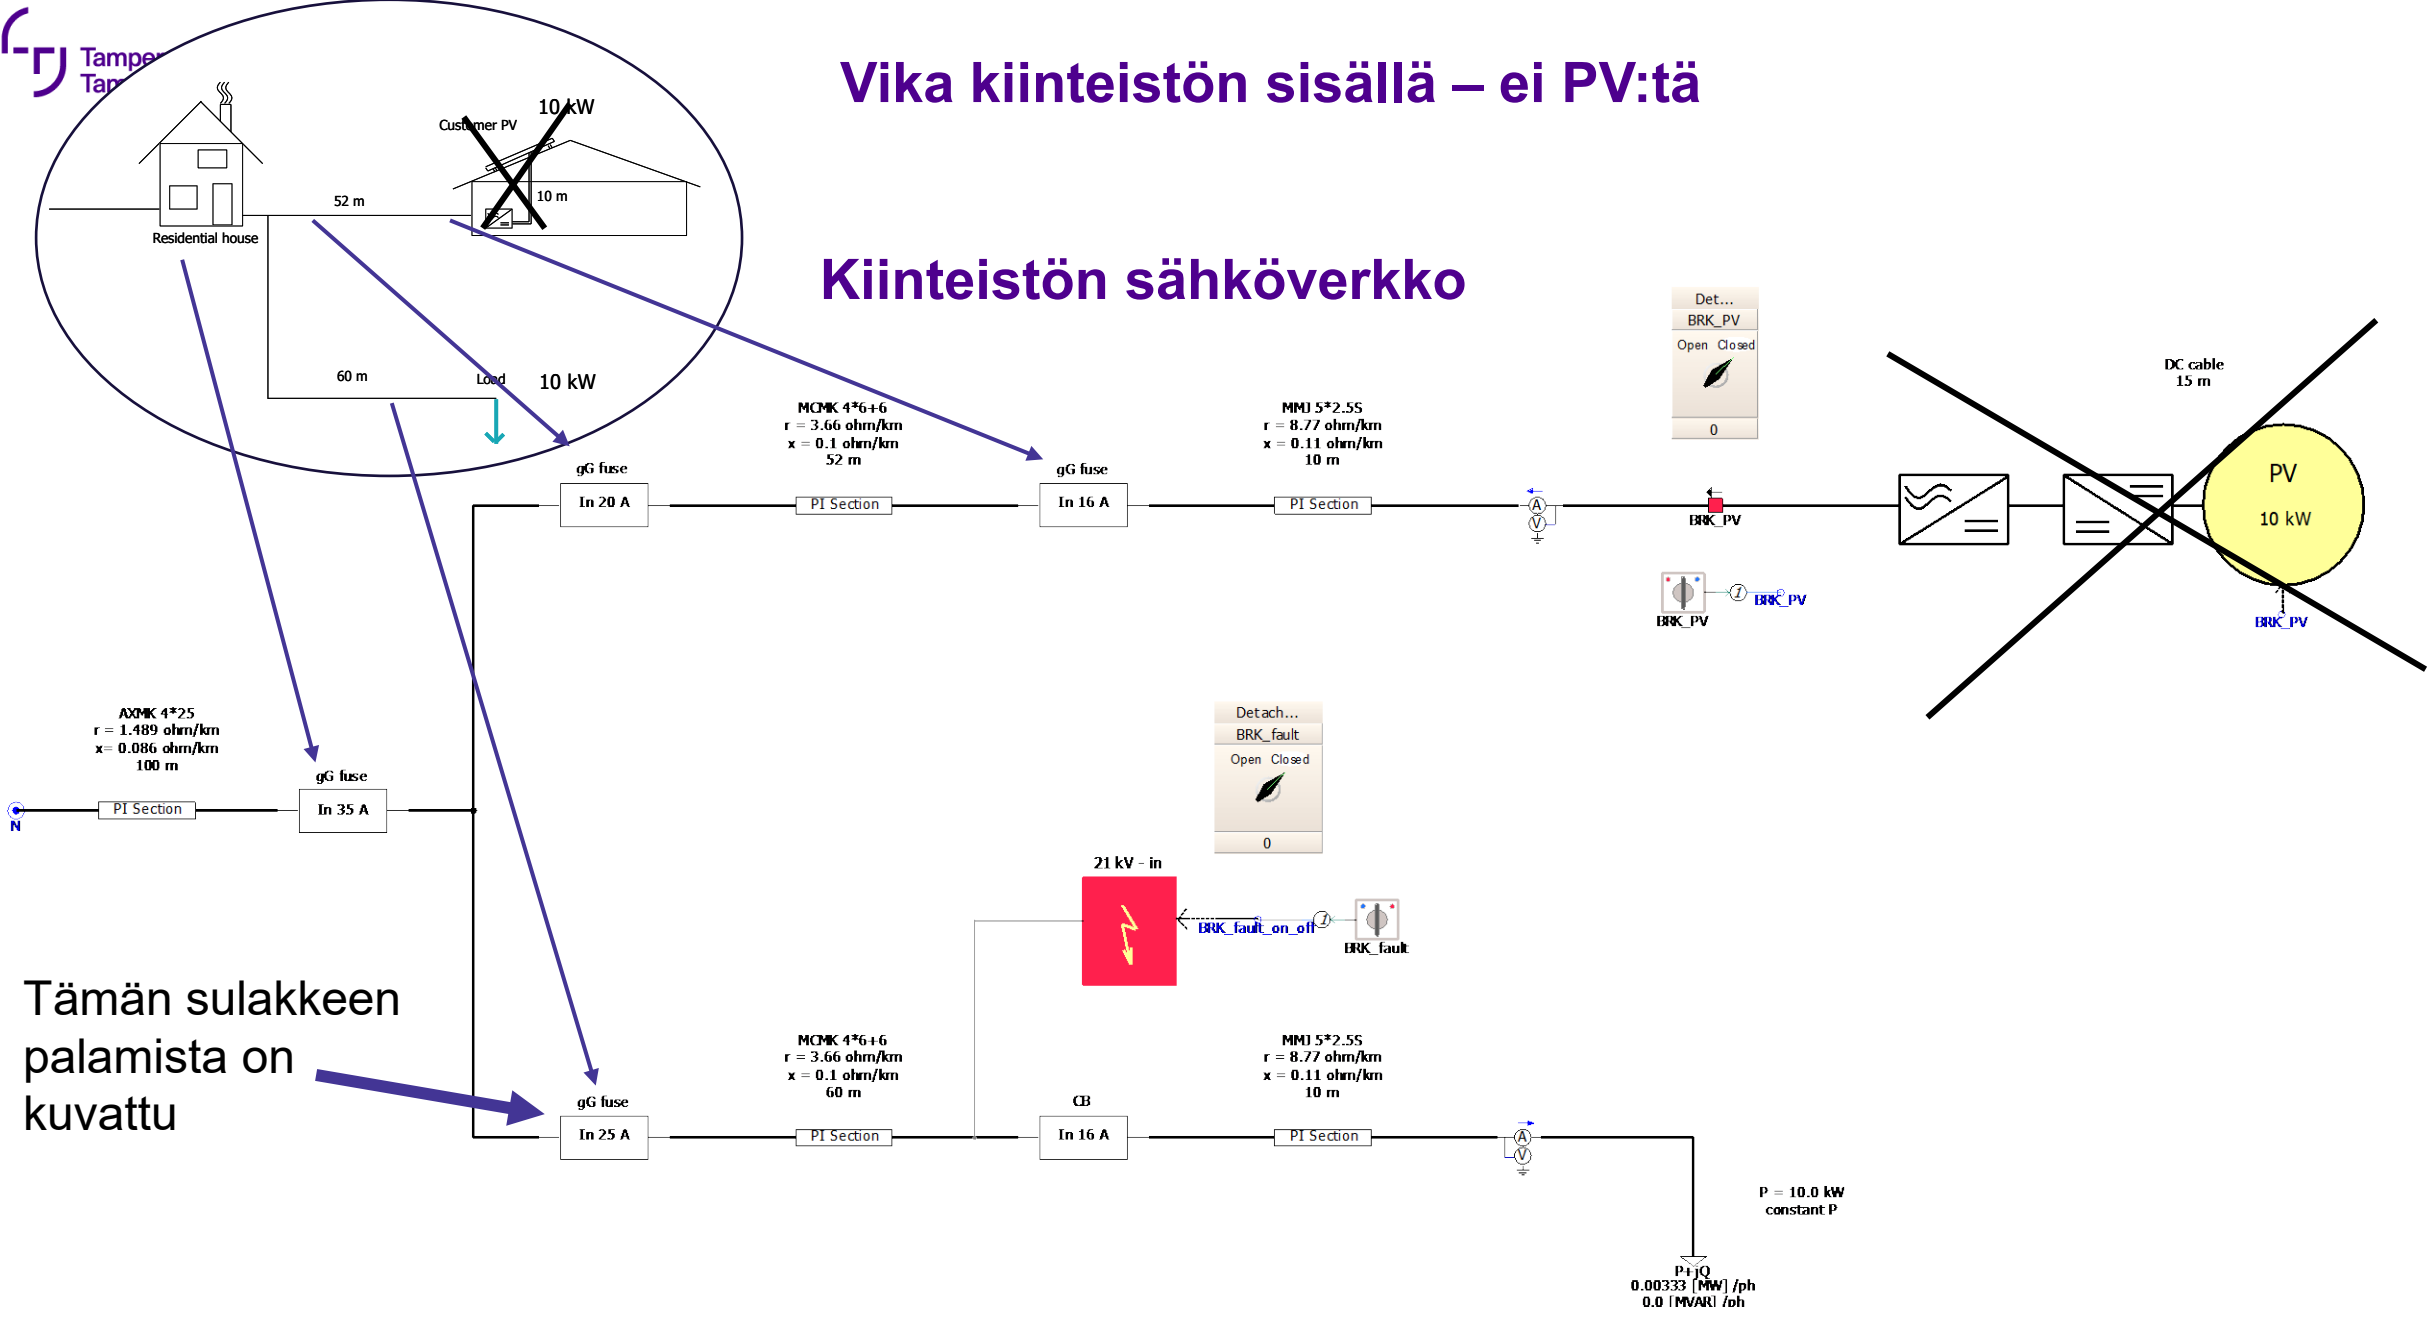 Tampe
Tam
Vika kiinteistön sisällä – ei PV:tä
Customer PV
10 kW
10 m
52 m
Residential house
60 m
Load
10 kW
Kiinteistön sähköverkko
Det...
BRK_PV
Open Closed
0
DC cable
15 m
MCMK 4*6+6
r = 3.66 ohm/km
x = 0.1 ohm/km
52 m
MMJ 5*2.5S
r = 8.77 ohm/km
x = 0.11 ohm/km
10 m
gG fuse
In 20 A
PI Section
gG fuse
In 16 A
PI Section
A
V
BRK_PV
PV
10 kW
BRK_PV
1
BRK_PV
BRK_PV
AXMK 4*25
r = 1.489 ohm/km
x= 0.086 ohm/km
100 m
N
PI Section
gG fuse
In 35 A
Detach...
BRK_fault
Open Closed
0
21 kV - in
BRK_fault_on_off
1
BRK_fault
Tämän sulakkeen
palamista on
kuvattu
MCMK 4*6+6
r = 3.66 ohm/km
x = 0.1 ohm/km
60 m
MMJ 5*2.5S
r = 8.77 ohm/km
x = 0.11 ohm/km
10 m
gG fuse
In 25 A
PI Section
CB
In 16 A
PI Section
A
V
P = 10.0 kW
constant P
P+jQ
0.00333 [MW] /ph
0.0 [MVAR] /ph